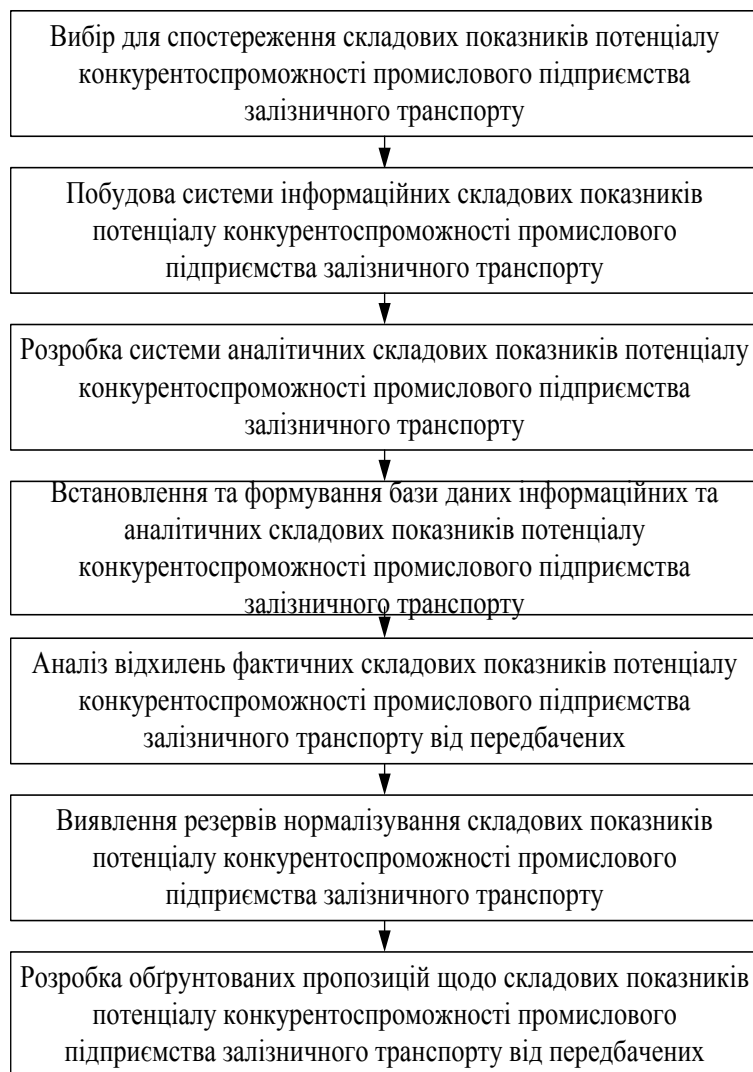 Вибір для спостереження складових показників потенціалу
конкурентоспроможності промислового підприємства
залізничного транспорту
Побудова системи інформаційних складових показників
потенціалу конкурентоспроможності промислового
підприємства залізничного транспорту
Розробка системи аналітичних складових показників потенціалу
конкурентоспроможності промислового підприємства
залізничного транспорту
Встановлення та формування бази даних інформаційних та
аналітичних складових показників потенціалу
конкурентоспроможності промислового підприємства
залізничного транспорту
Аналіз відхилень фактичних складових показників потенціалу
конкурентоспроможності промислового підприємства
залізничного транспорту від передбачених
Виявлення резервів нормалізування складових показників
потенціалу конкурентоспроможності промислового
підприємства залізничного транспорту
Розробка обґрунтованих пропозицій щодо складових показників
потенціалу конкурентоспроможності промислового
підприємства залізничного транспорту від передбачених